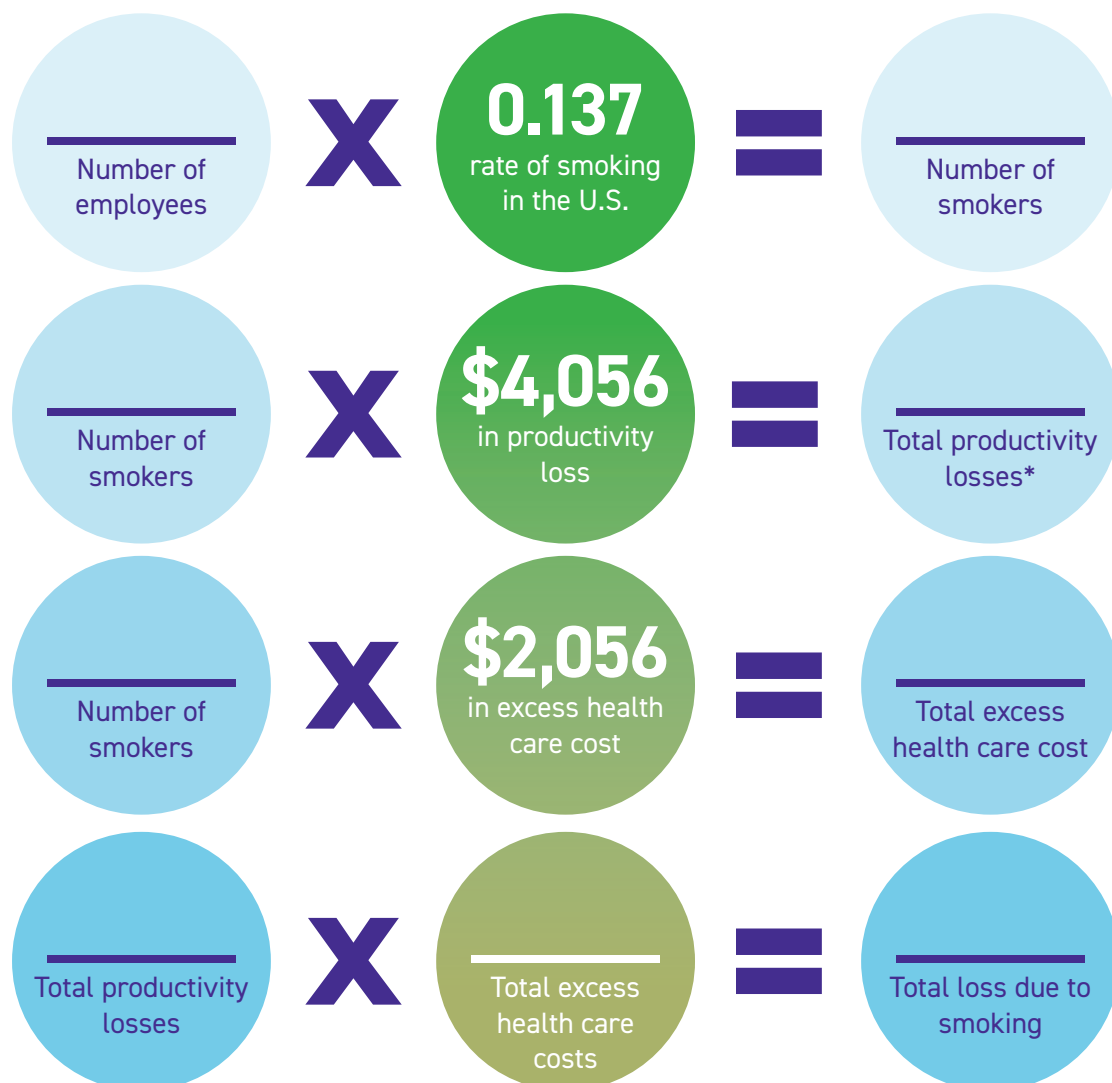 Number of
employees
X
0.137
rate of smoking
in the U.S.
=
Number of
smokers
Number of
smokers
X
$4,056
in productivity
loss
=
Total productivity
losses*
Number of
smokers
X
$2,056
in excess health
care cost
=
Total excess
health care cost
Total productivity
losses
X
Total excess
health care
costs
=
Total loss due to
smoking